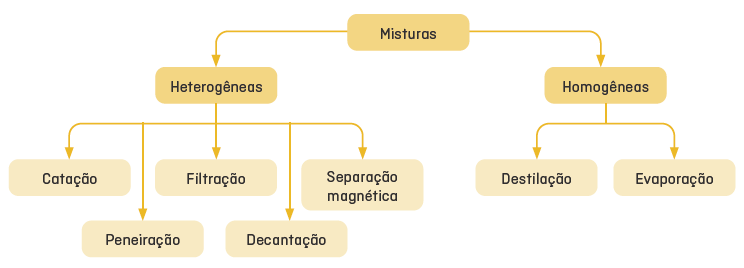 Misturas
Heterogêneas
Homogêneas
Catação
Filtração
Separação
magnética
Destilação
Evaporação
Peneiração
Decantação